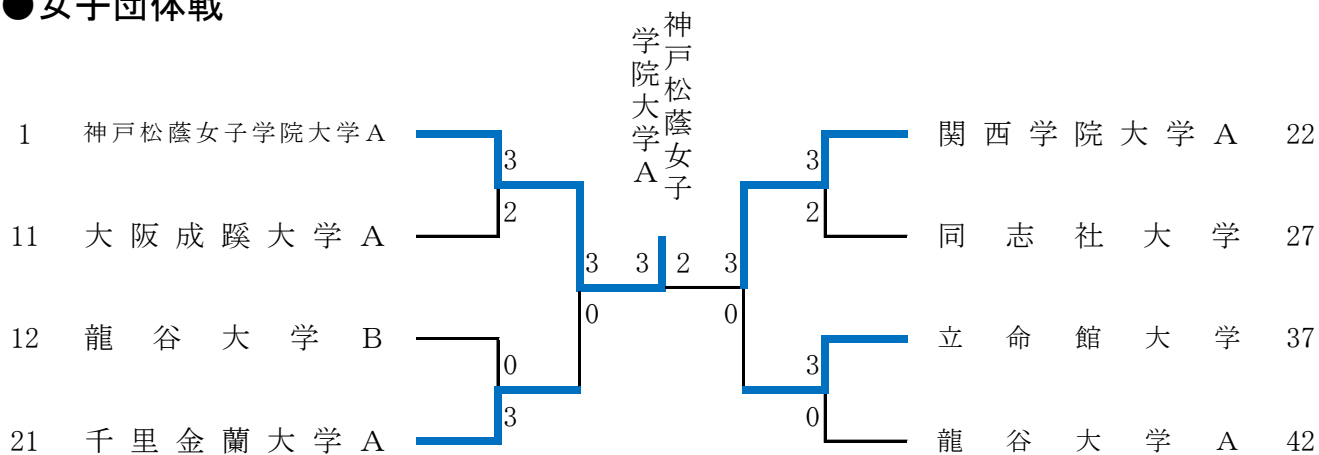 ●女子団体戦
神戸松蔭女子
学院大学A
1 神戸松蔭女子学院大学A
3
2
11 大阪成蹊大学A
3 0
12 龍谷大学B
0
3
21 千里金蘭大学A
3 2
関西学院大学A 22
3
2
同志社大学 27
3 0
立命館大学 37
3
0
龍谷大学A 42